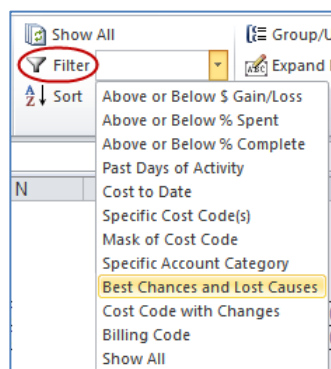 Show All
Group/U
Filter
Expand
Sort
Above or Below $ Gain/Loss
Above or Below % Spent
Above or Below % Complete
Past Days of Activity
Cost to Date
N
Specific Cost Code(s)
Mask of Cost Code
Specific Account Category
Best Chances and Lost Causes
Cost Code with Changes
Billing Code
Show All